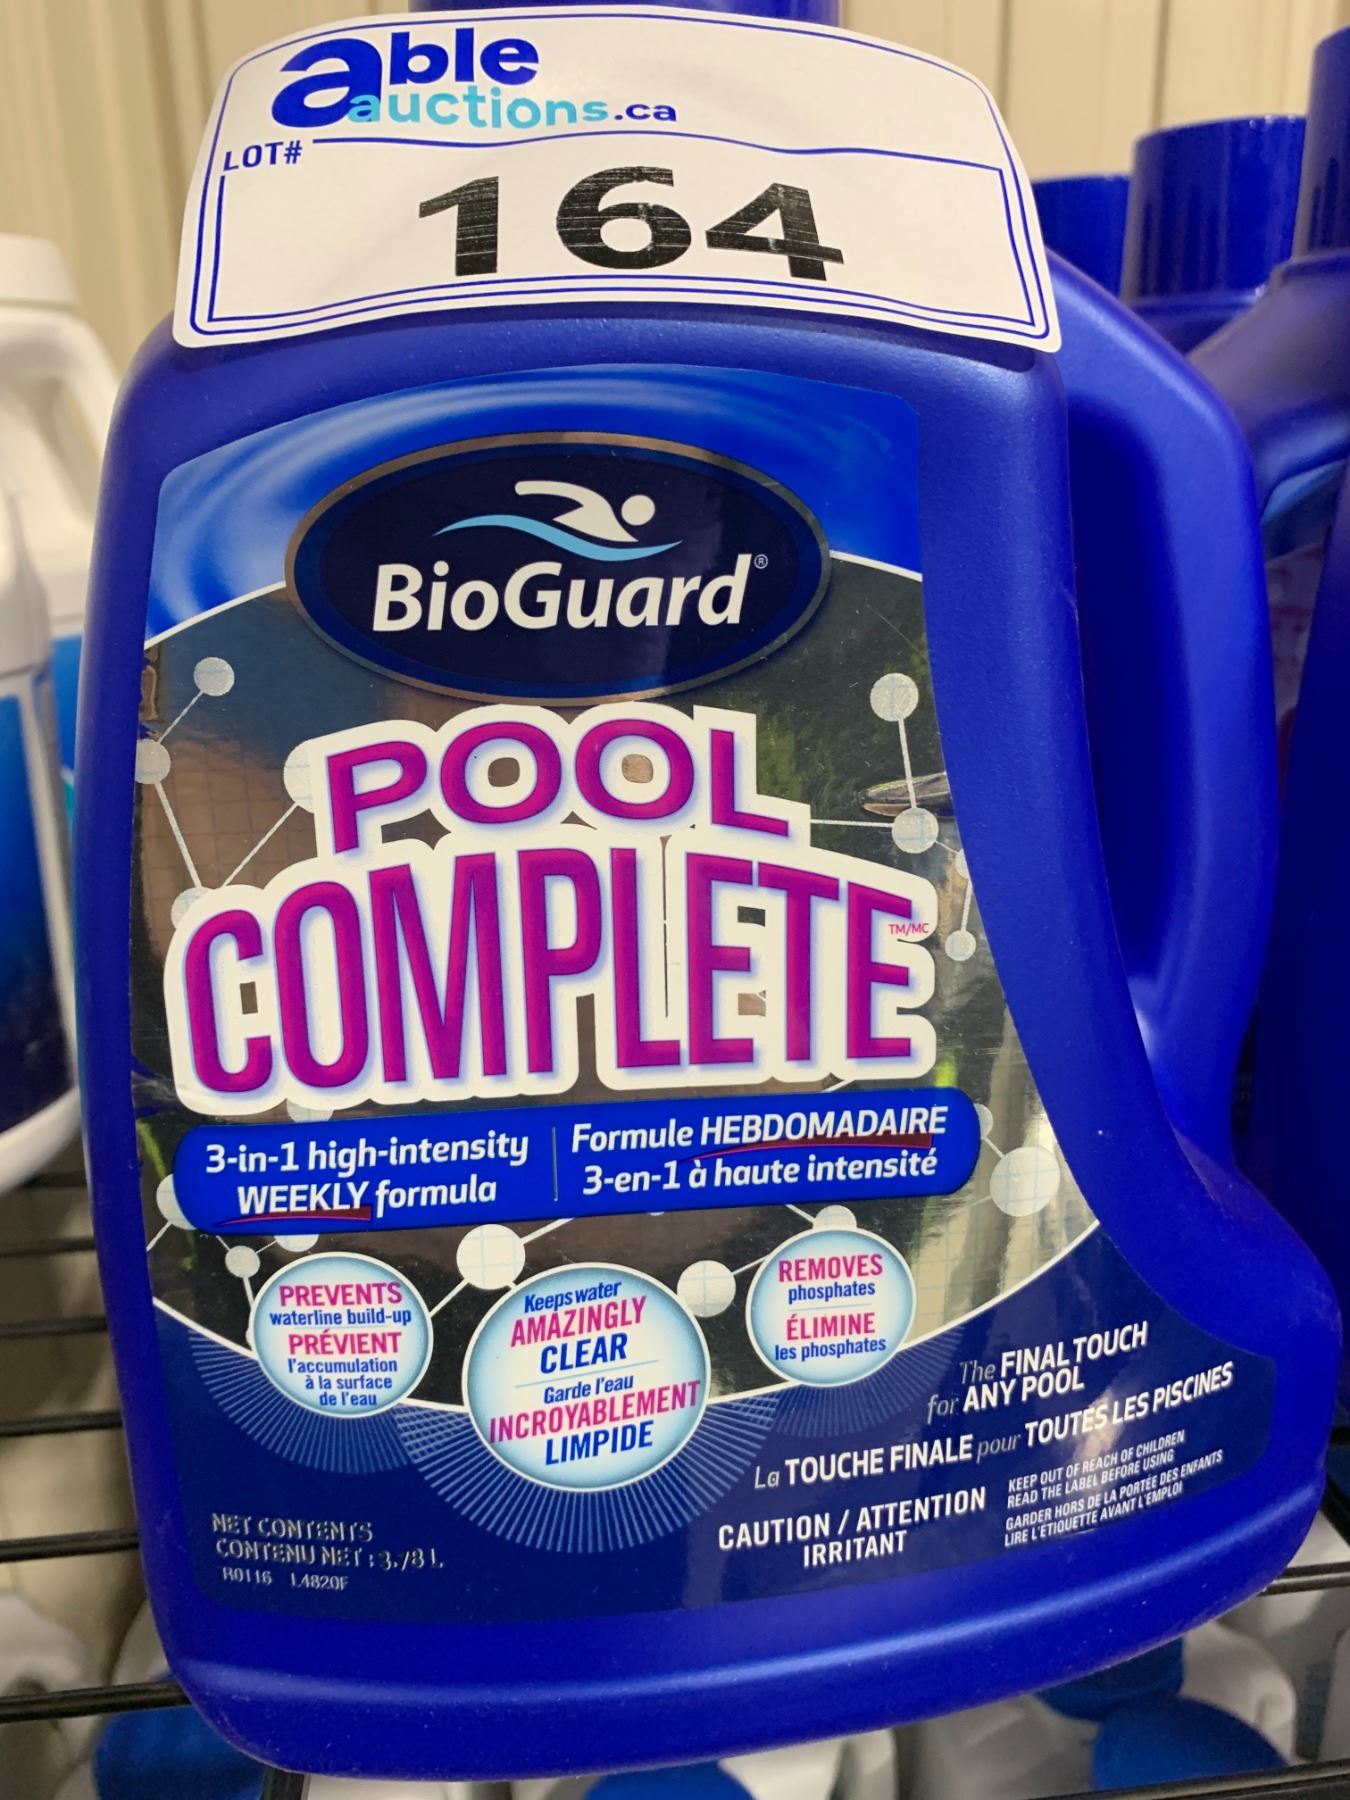 able
auctions.ca
LOT#
164
BioGuard®
POOL
COMPLETE TM/MC
3-in-1 high-intensity
WEEKLY formula
Formule HEBDOMADAIRE
3-en-1 à haute intensité
PREVENTS
waterline build-up
PRÉVIENT
l'accumulation
à la surface
de l'eau
Keeps water
AMAZINGLY
CLEAR
Garde l'eau
INCROYABLEMENT
LIMPIDE
REMOVES
phosphates
ÉLIMINE
les phosphates
The FINAL TOUCH
for ANY POOL
La TOUCHE FINALE pour TOUTES LES PISCINES
CAUTION / ATTENTION
IRRITANT
KEEP OUT OF REACH OF CHILDREN
READ THE LABEL BEFORE USING
GARDER HORS DE LA PORTÉE DES ENFANTS
LIRE L'ÉTIQUETTE AVANT L'EMPLOI
NET CONTENTS
CONTENU NET : 3.78 L
R0116 L4820F